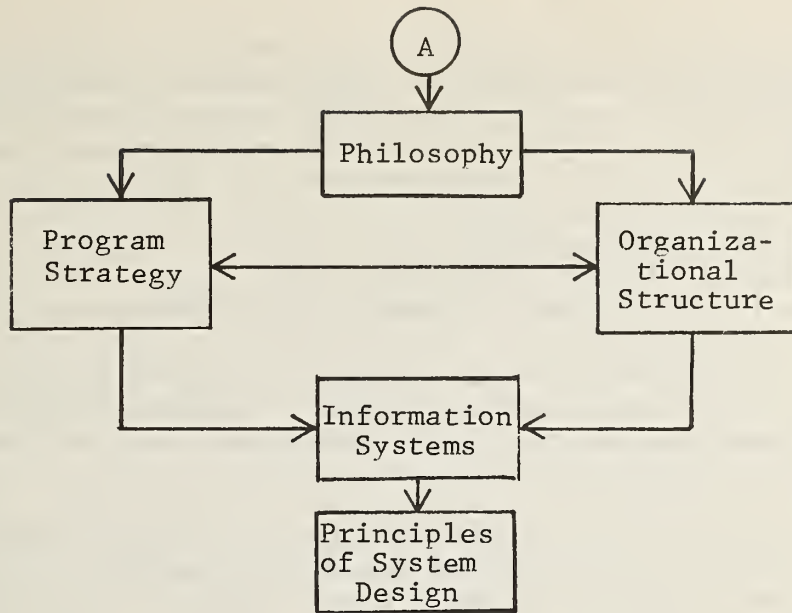 A
Philosophy
Program
Strategy
Organiza-
tional
Structure
Information
Systems
Principles
of System
Design